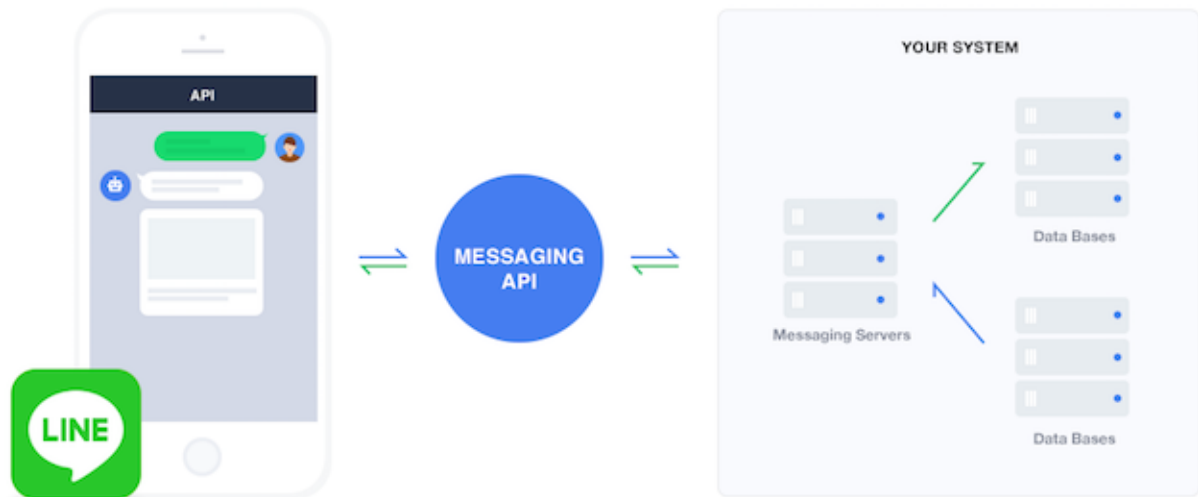 API
LINE
MESSAGING
API
YOUR SYSTEM
Messaging Servers
Data Bases
Data Bases